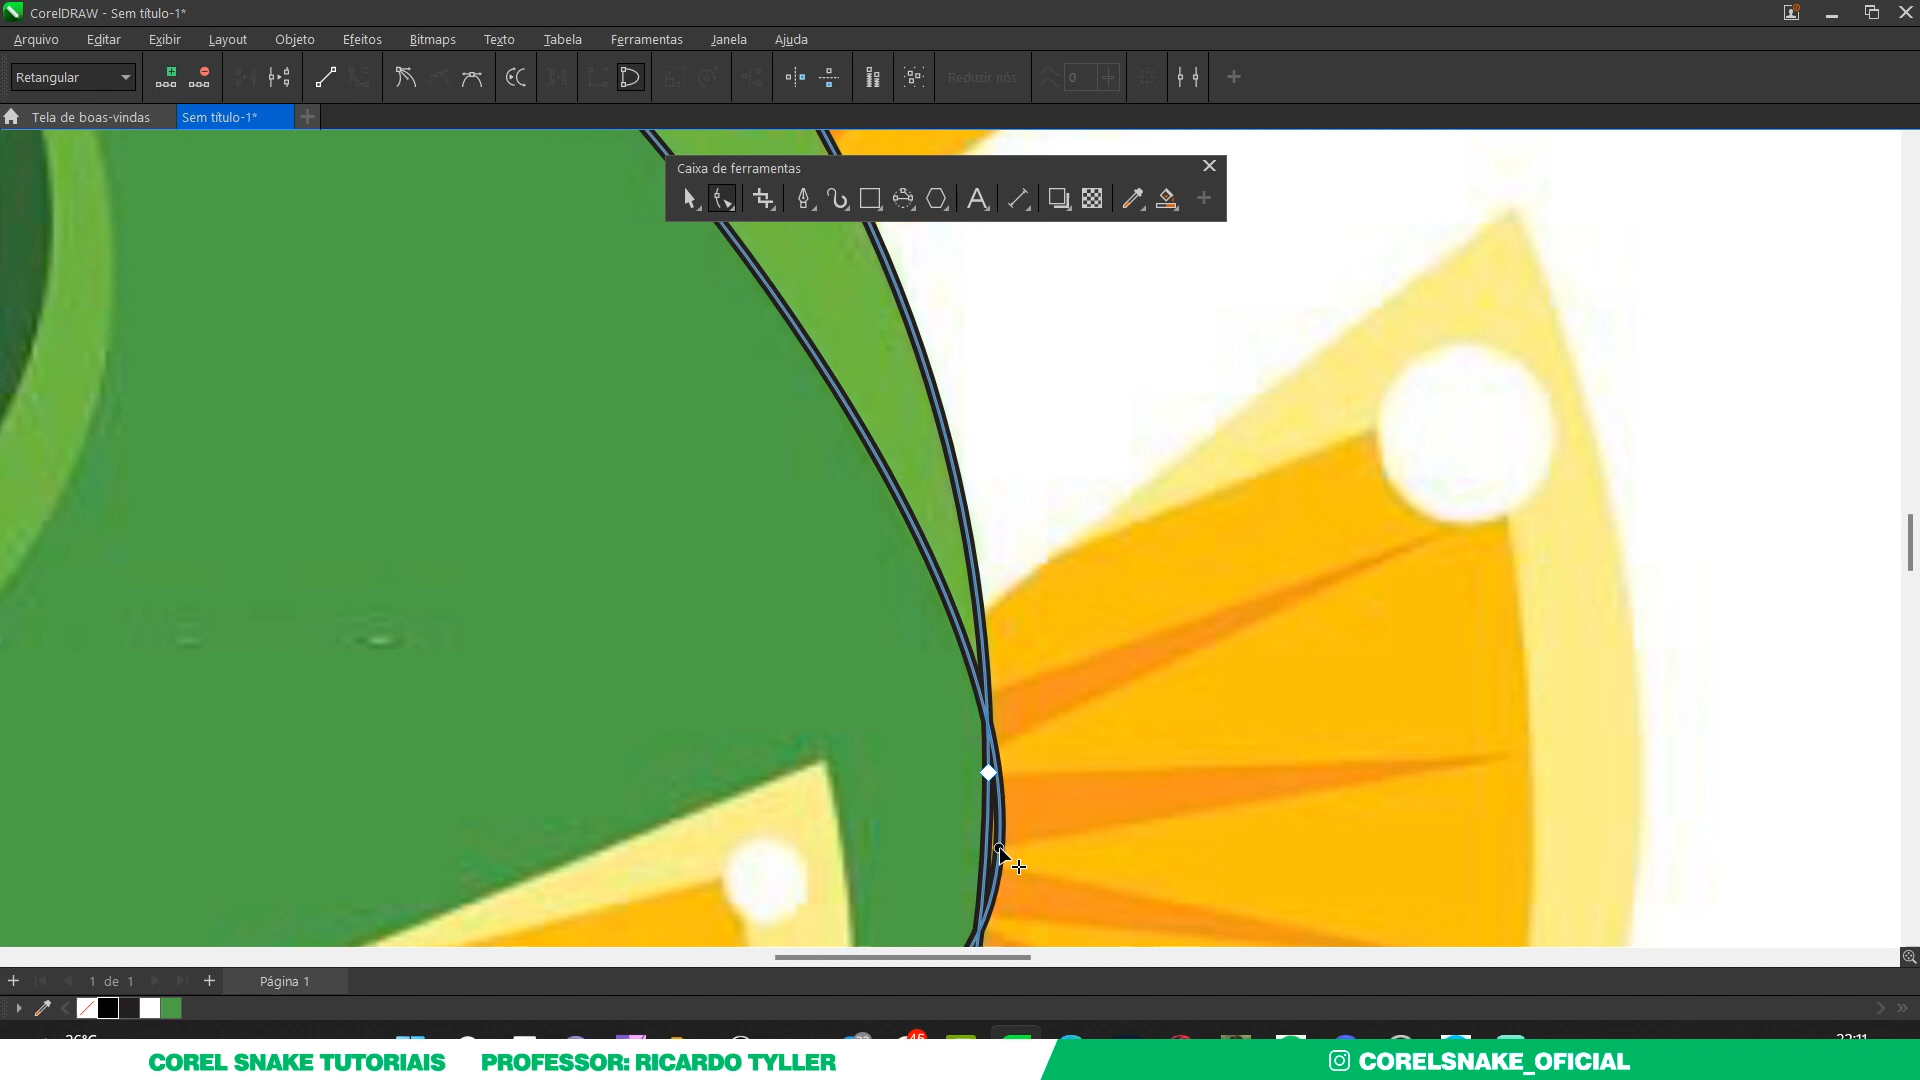 CorelDRAW - Sem título-1*
Arquivo Editar Exibir Layout Objeto Efeitos Bitmaps Texto Tabela Ferramentas Janela Ajuda
Retangular Reduzir nós 0
Tela de boas-vindas Sem título-1*
Caixa de ferramentas
1 de 1 Página 1
COREL SNAKE TUTORIAIS PROFESSOR: RICARDO TYLLER CORELSNAKE_OFICIAL